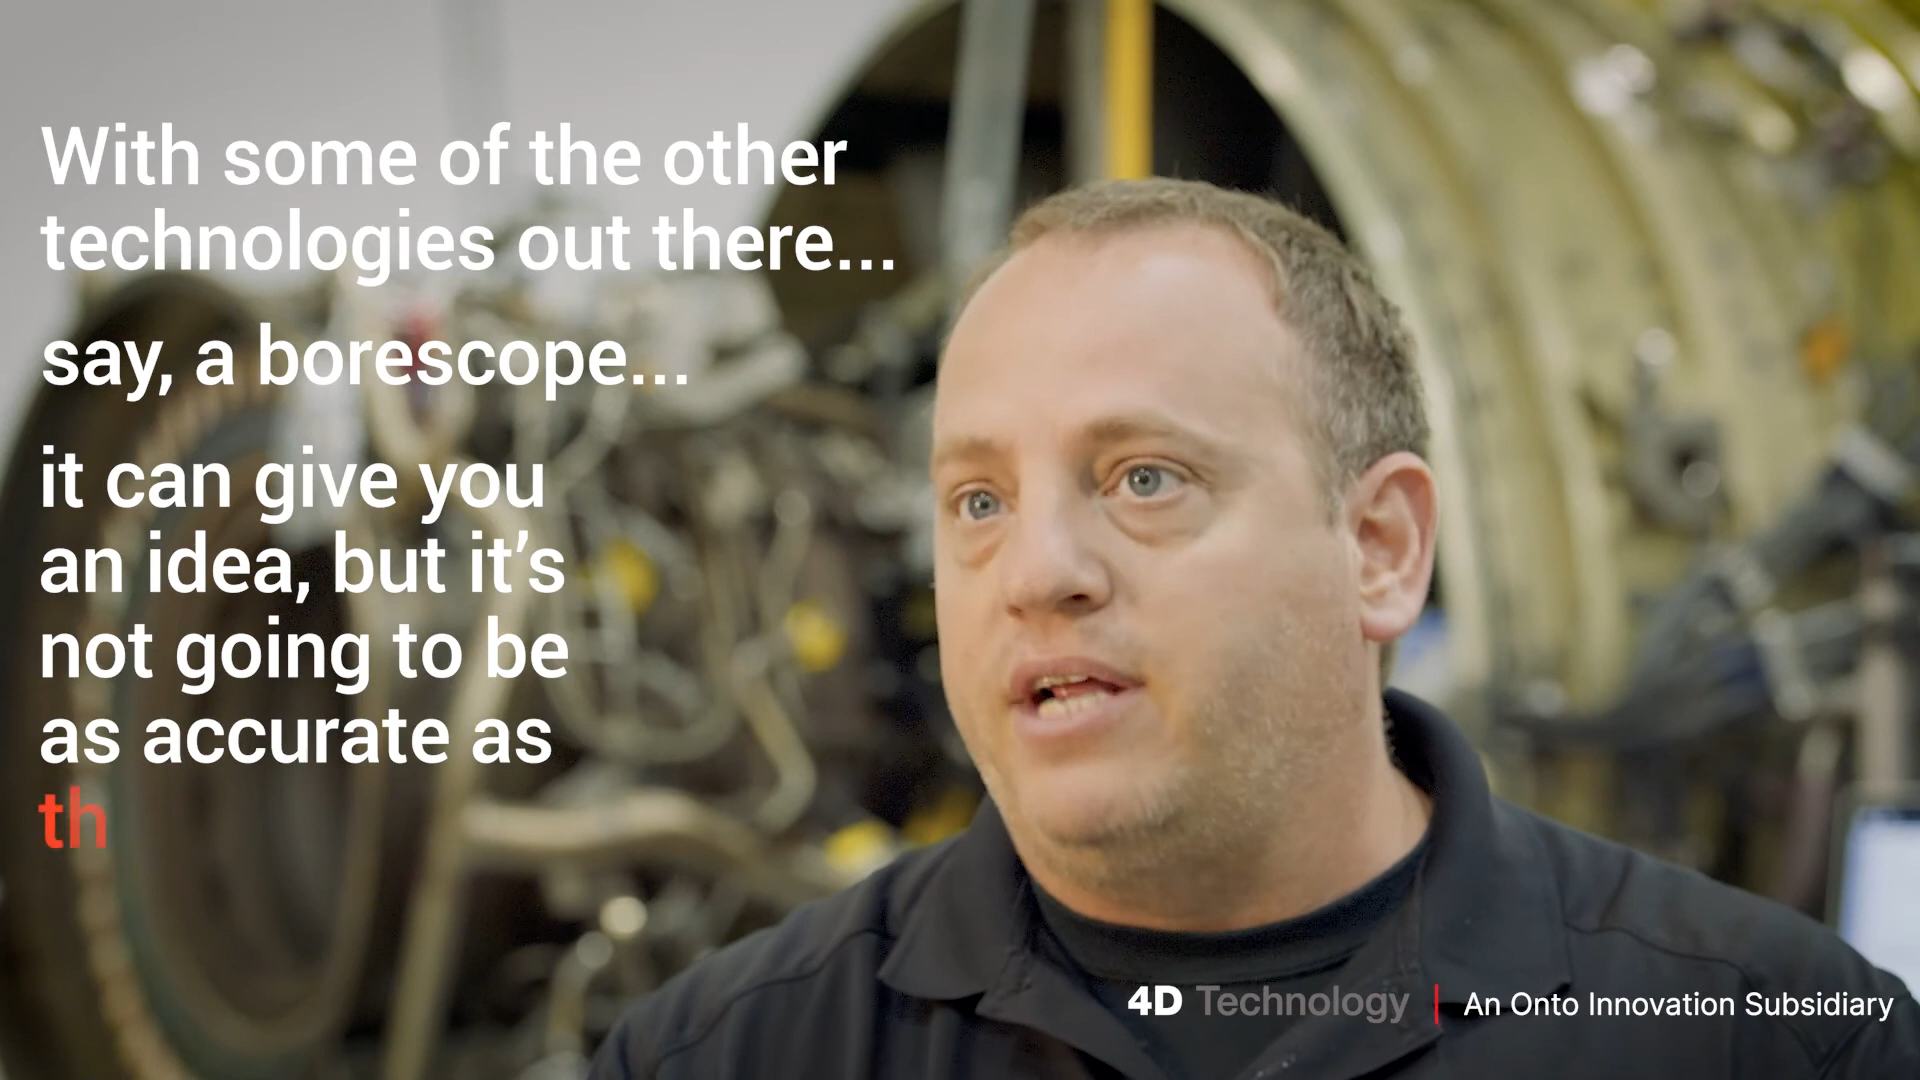 With some of the other
technologies out there...
say, a borescope...
it can give you
an idea, but it’s
not going to be
as accurate as
th
4D Technology | An Onto Innovation Subsidiary